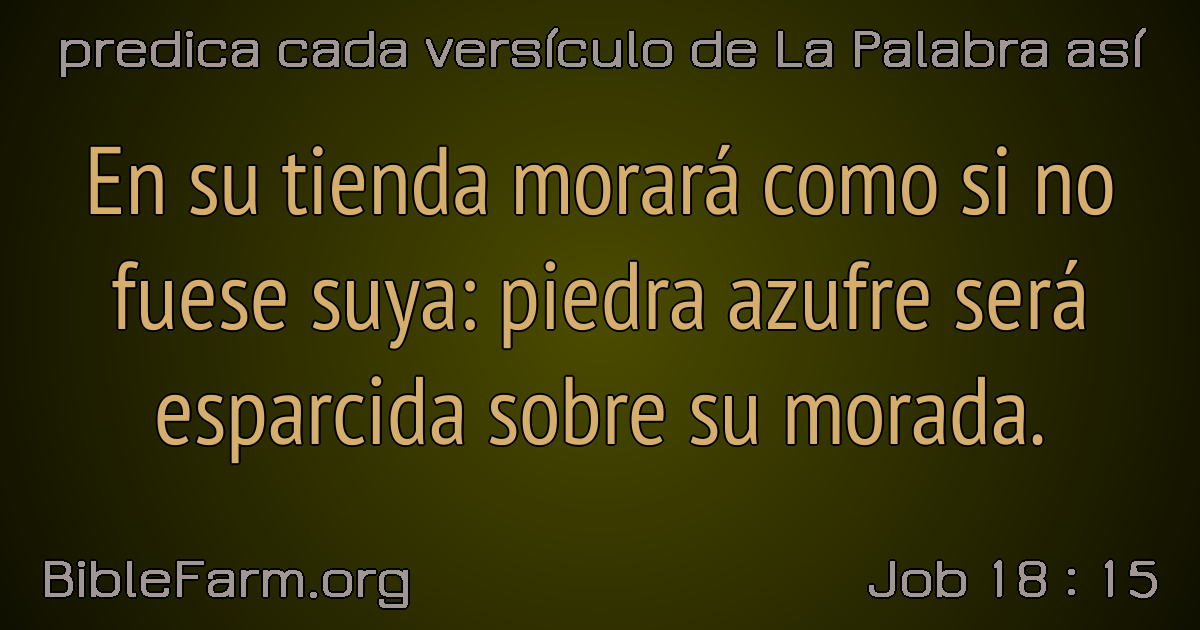 predica cada versículo de La Palabra así
En su tienda morará como si no
fuese suya: piedra azufre será
esparcida sobre su morada.
BibleFarm.org
Job 18 : 15